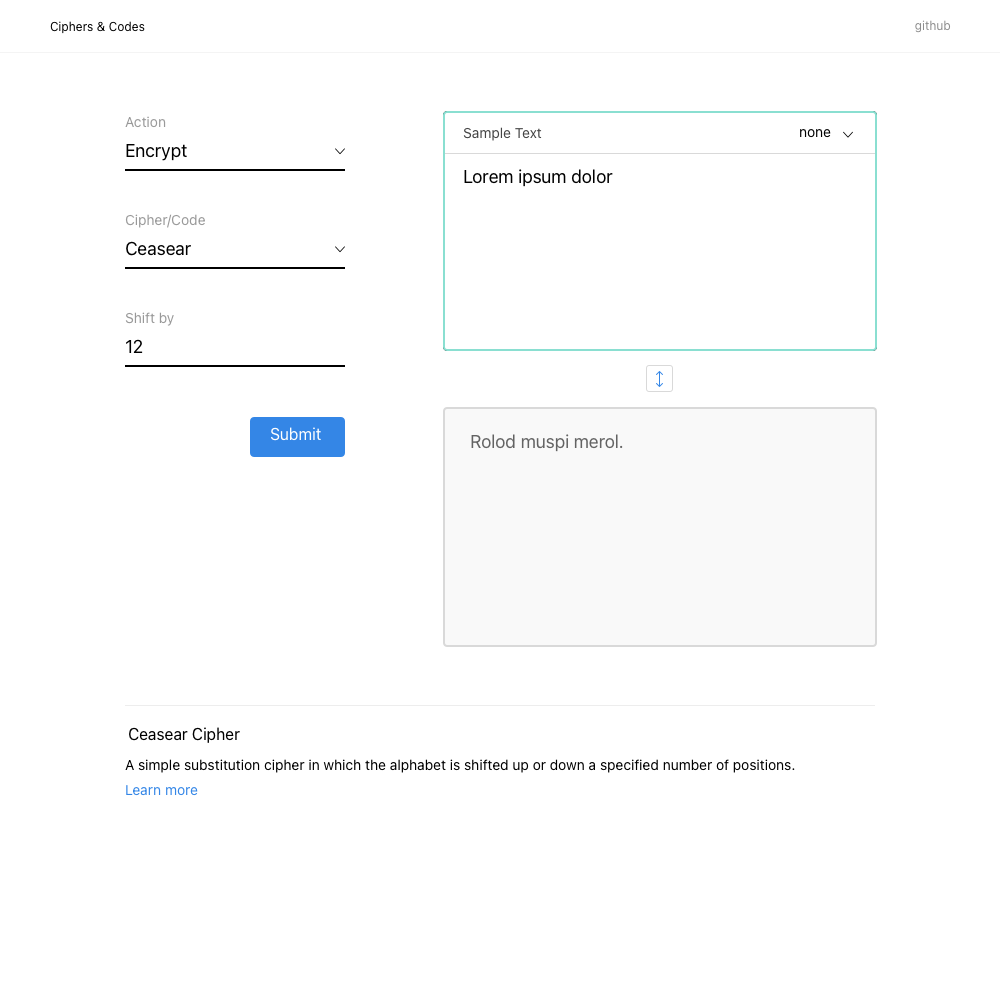 Ciphers & Codes
github
Action
Encrypt
Cipher/Code
Ceasear
Shift by
12
Submit
Sample Text
none
Lorem ipsum dolor
Rolod muspi merol.
Ceasear Cipher
A simple substitution cipher in which the alphabet is shifted up or down a specified number of positions.
Learn more